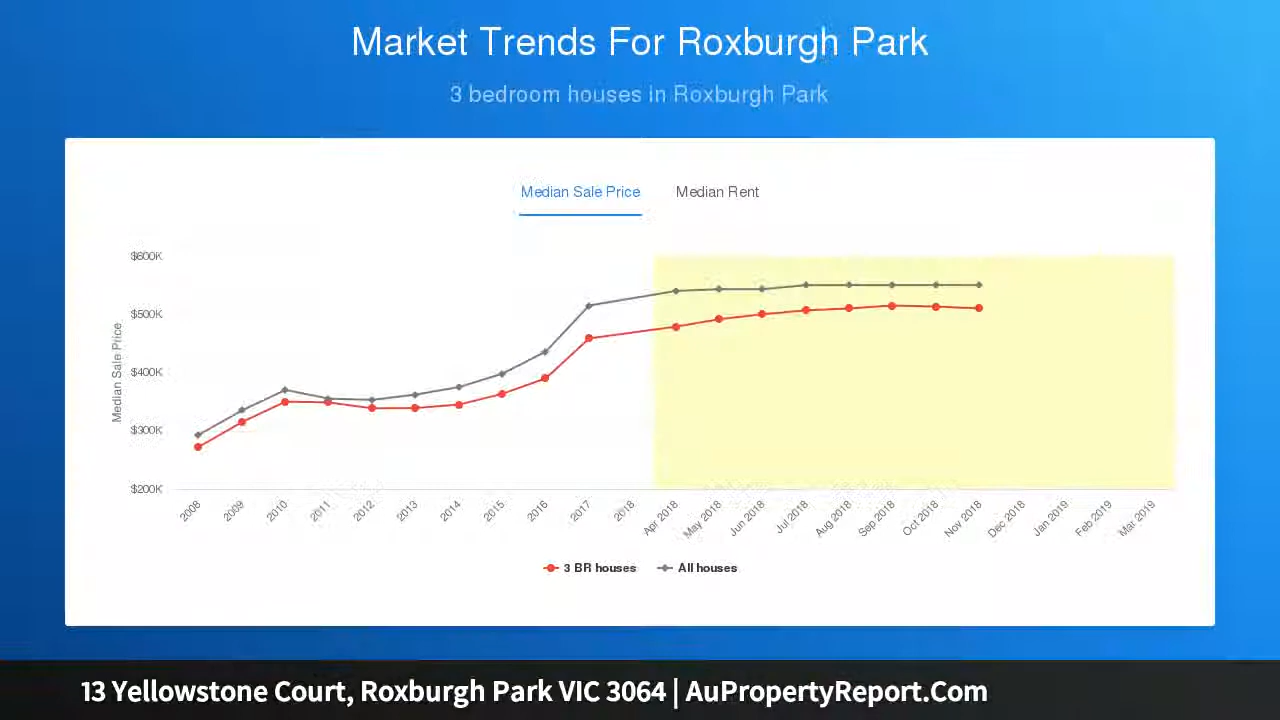 Market Trends For Roxburgh Park
3 bedroom houses in Roxburgh Park
Median Sale Price Median Rent
Median Sale Price
$600K
$500K
$400K
$300K
$200K
2008 2009 2010 2011 2012 2013 2014 2015 2016 2017 2018 Apr 2018 May 2018 Jun 2018 Jul 2018 Aug 2018 Sep 2018 Oct 2018 Nov 2018 Dec 2018 Jan 2019 Feb 2019 Mar 2019
3 BR houses All houses
13 Yellowstone Court, Roxburgh Park VIC 3064 | AuPropertyReport.Com